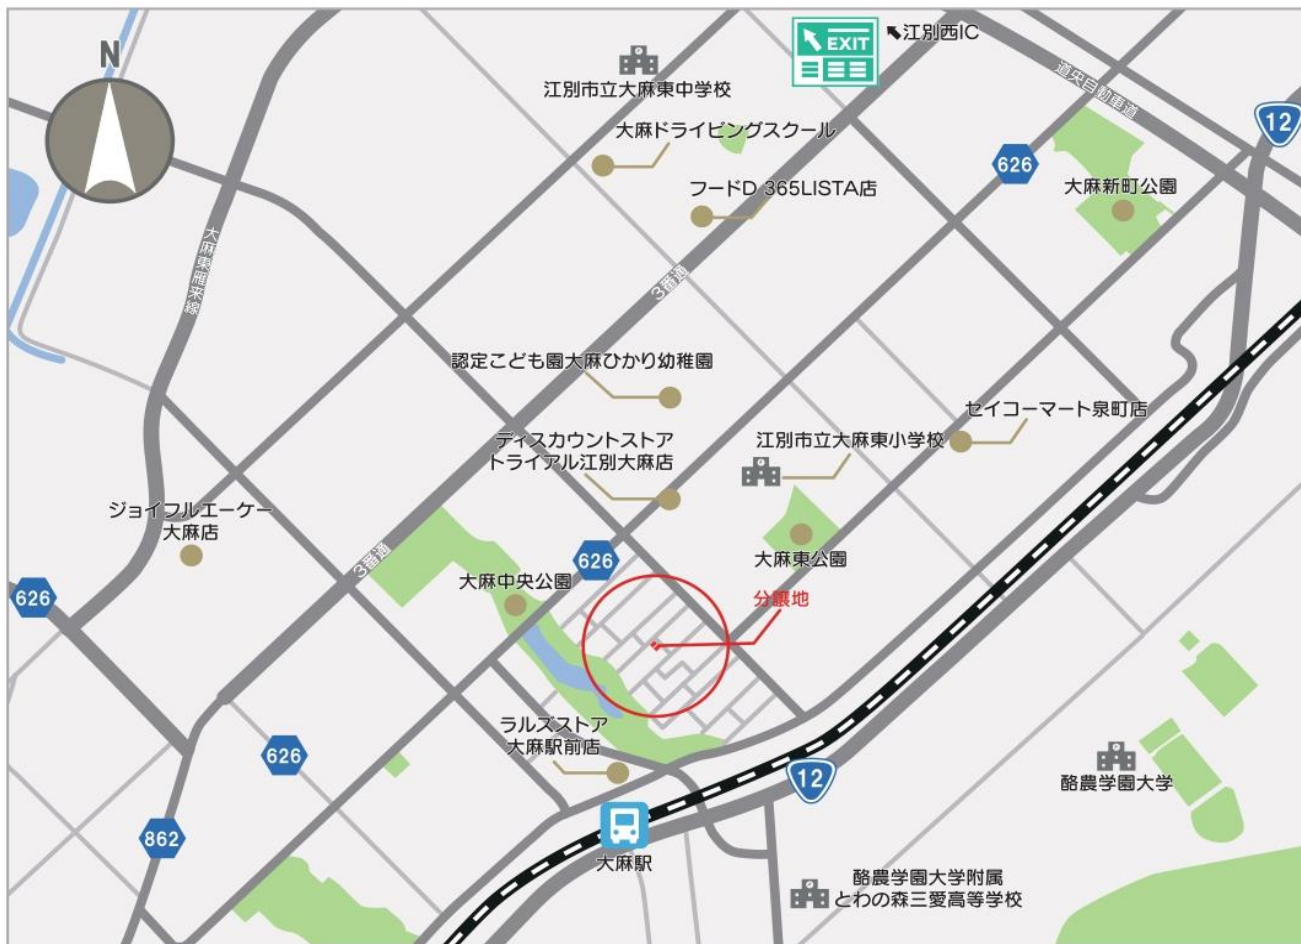 N
EXIT
江別西IC
江別市立大麻東中学校
道央自動車道
12
大麻ドライビングスクール
626
フードD 365LISTA店
大麻新町公園
大麻東雁来線
3番通
認定こども園大麻ひかり幼稚園
セイコーマート泉町店
ディスカウントストア
トライアル江別大麻店
江別市立大麻東小学校
ジョイフルエーケー
大麻店
3番通
626
大麻東公園
大麻中央公園
626
分譲地
ラルズストア
大麻駅前店
626
12
酪農学園大学
862
大麻駅
酪農学園大学附属
とわの森三愛高等学校